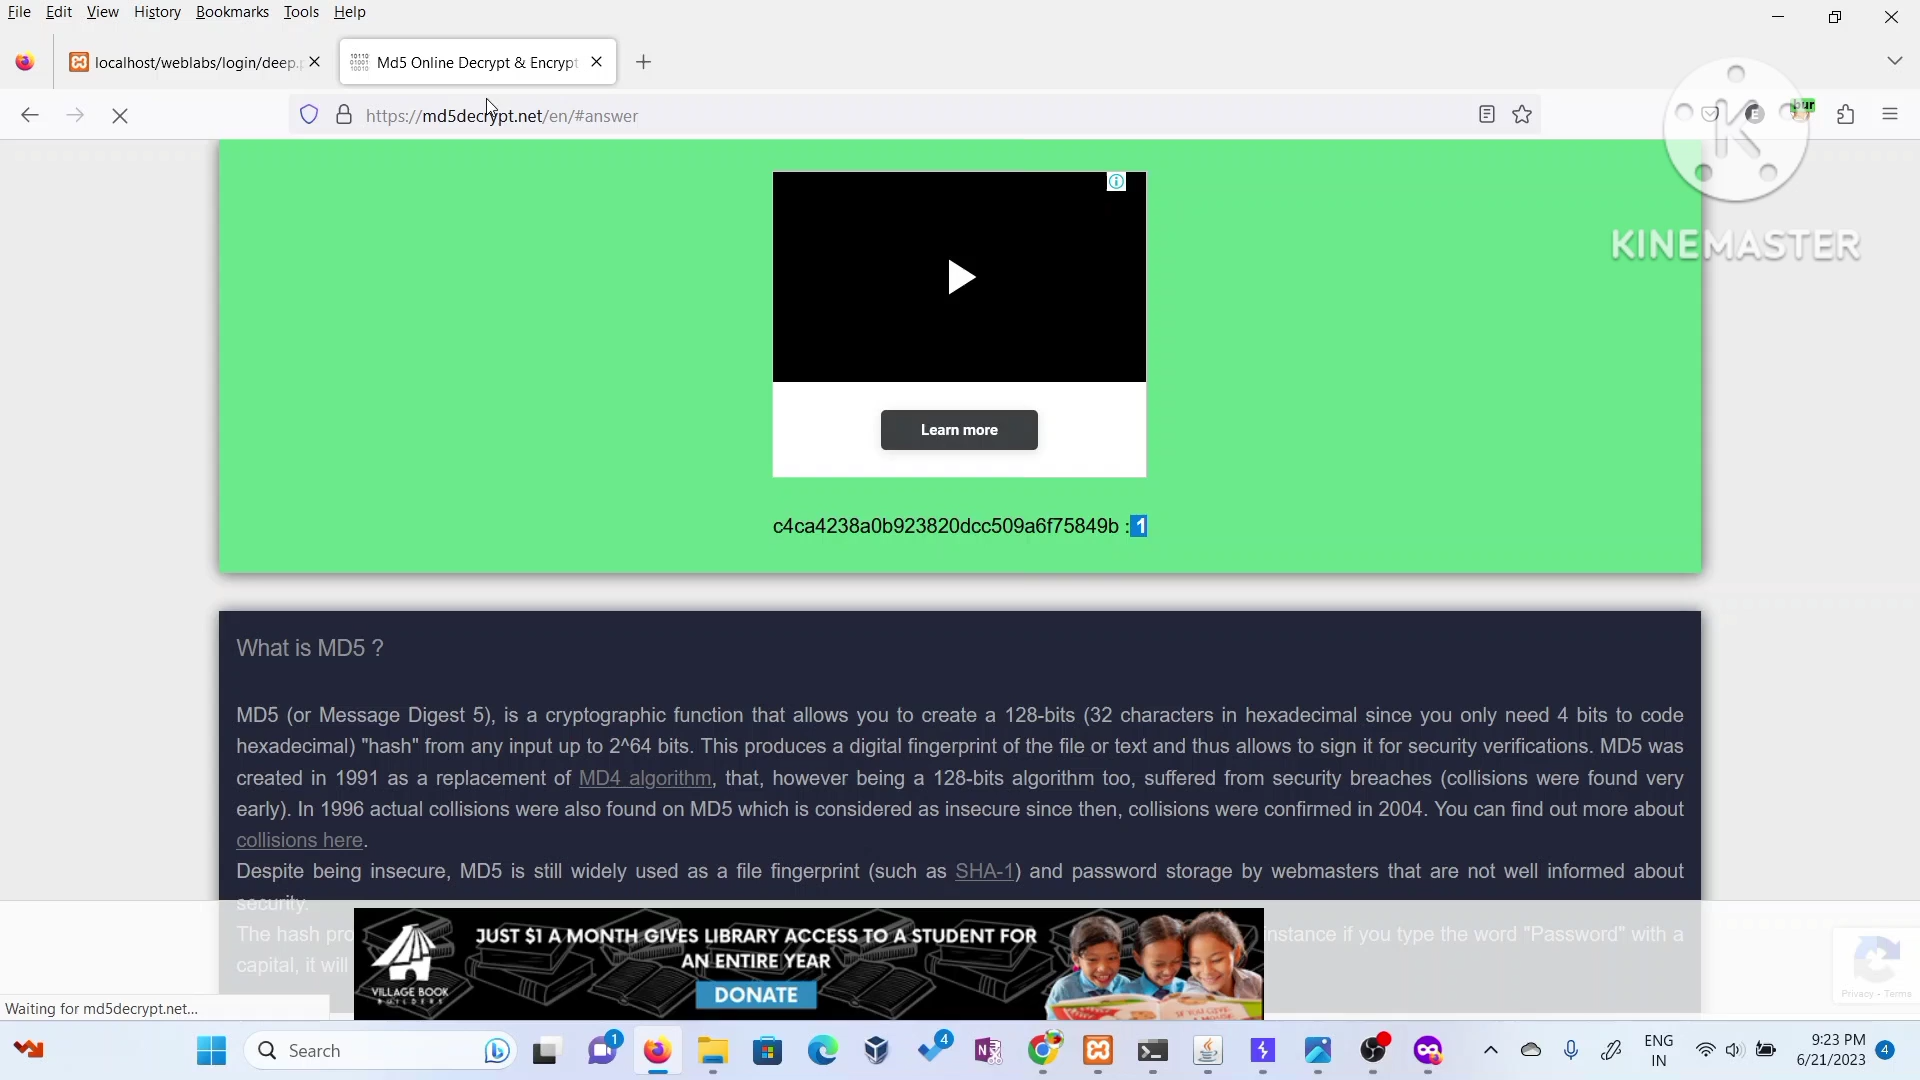 File Edit View History Bookmarks Tools Help
localhost/weblabs/login/deep.p
Md5 Online Decrypt & Encrypt
https://md5decrypt.net/en/#answer
bur
KINEMASTER
Learn more
c4ca4238a0b923820dcc509a6f75849b : 1
What is MD5 ?
MD5 (or Message Digest 5), is a cryptographic function that allows you to create a 128-bits (32 characters in hexadecimal since you only need 4 bits to code
hexadecimal) "hash" from any input up to 2^64 bits. This produces a digital fingerprint of the file or text and thus allows to sign it for security verifications. MD5 was
created in 1991 as a replacement of MD4 algorithm, that, however being a 128-bits algorithm too, suffered from security breaches (collisions were found very
early). In 1996 actual collisions were also found on MD5 which is considered as insecure since then, collisions were confirmed in 2004. You can find out more about
collisions here.
Despite being insecure, MD5 is still widely used as a file fingerprint (such as SHA-1) and password storage by webmasters that are not well informed about
security.
The hash pro instance if you type the word "Password" with a
capital, it will
JUST $1 A MONTH GIVES LIBRARY ACCESS TO A STUDENT FOR
AN ENTIRE YEAR
DONATE
VILLAGE BOOK
BUILDERS
Privacy - Terms
Waiting for md5decrypt.net...
Search
1
4
ENG
IN
9:23 PM
6/21/2023
4